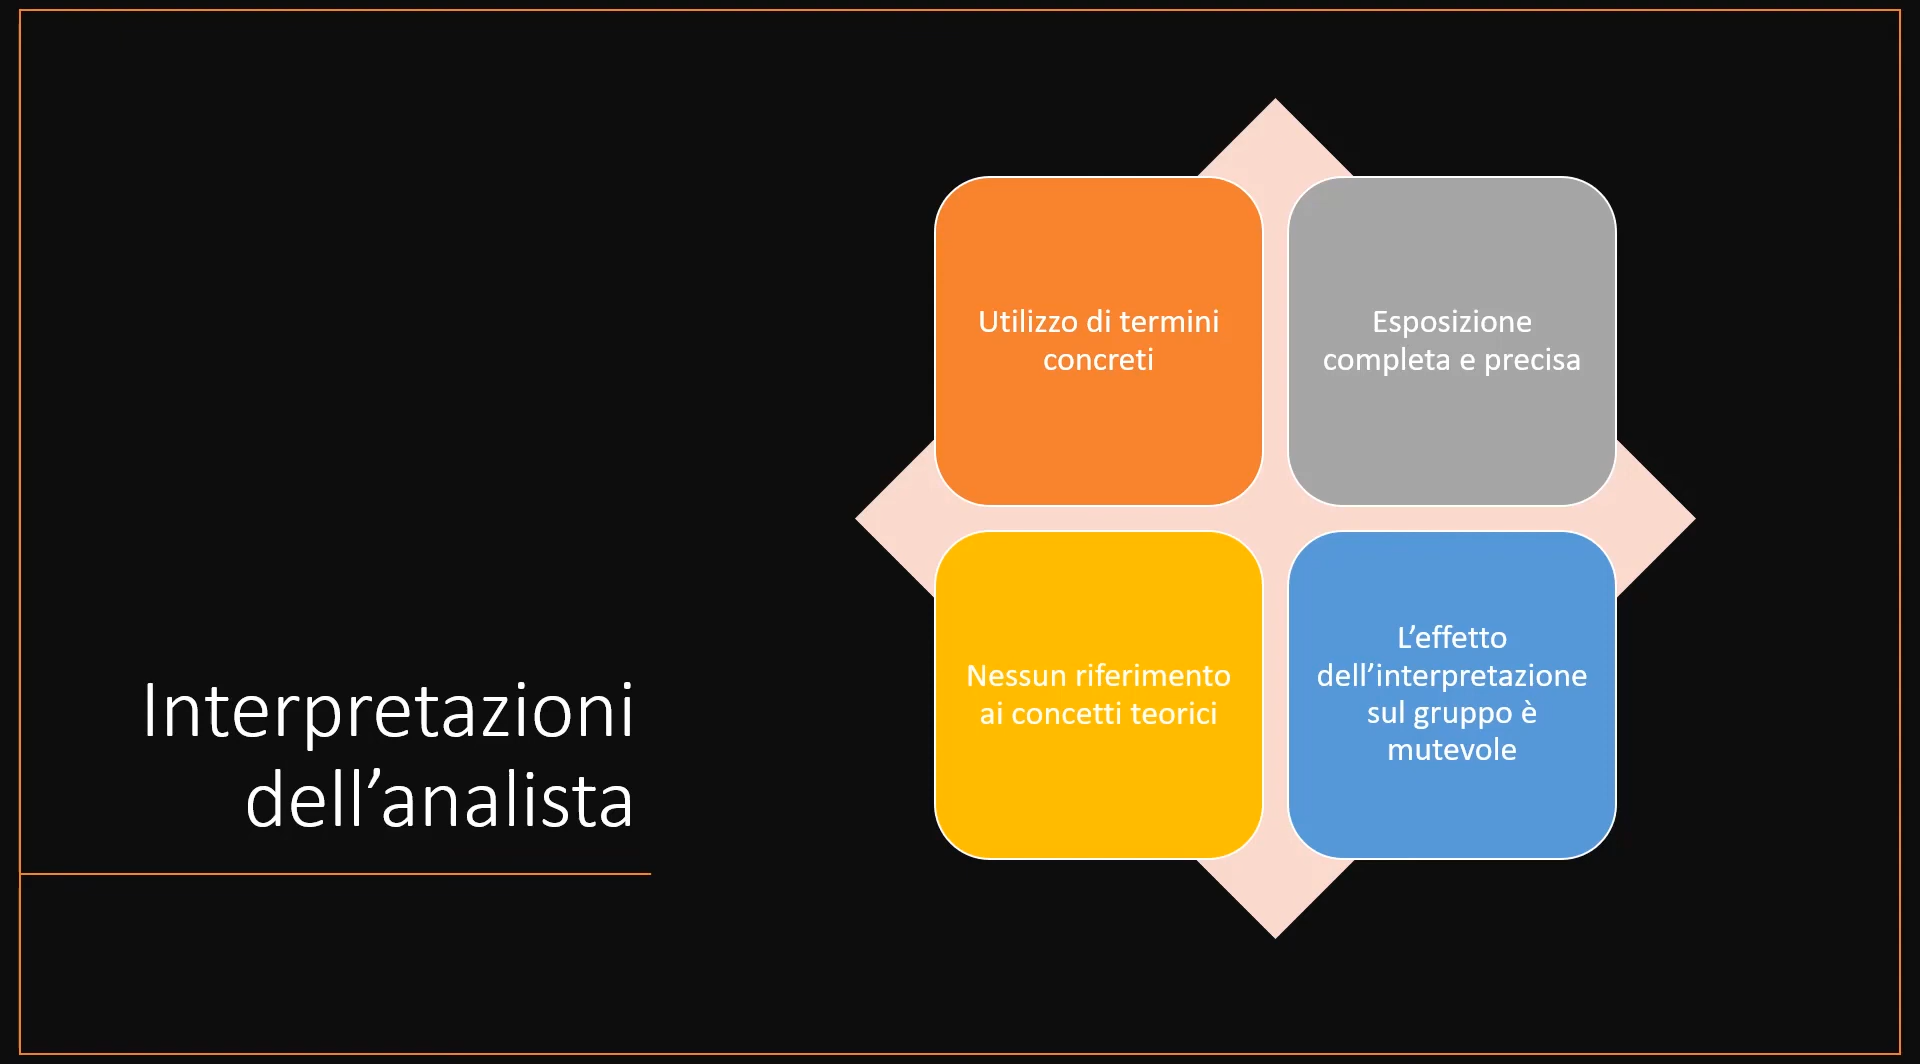 Interpretazioni
dell’analista
Utilizzo di termini
concreti
Esposizione
completa e precisa
Nessun riferimento
ai concetti teorici
L’effetto
dell’interpretazione
sul gruppo è
mutevole